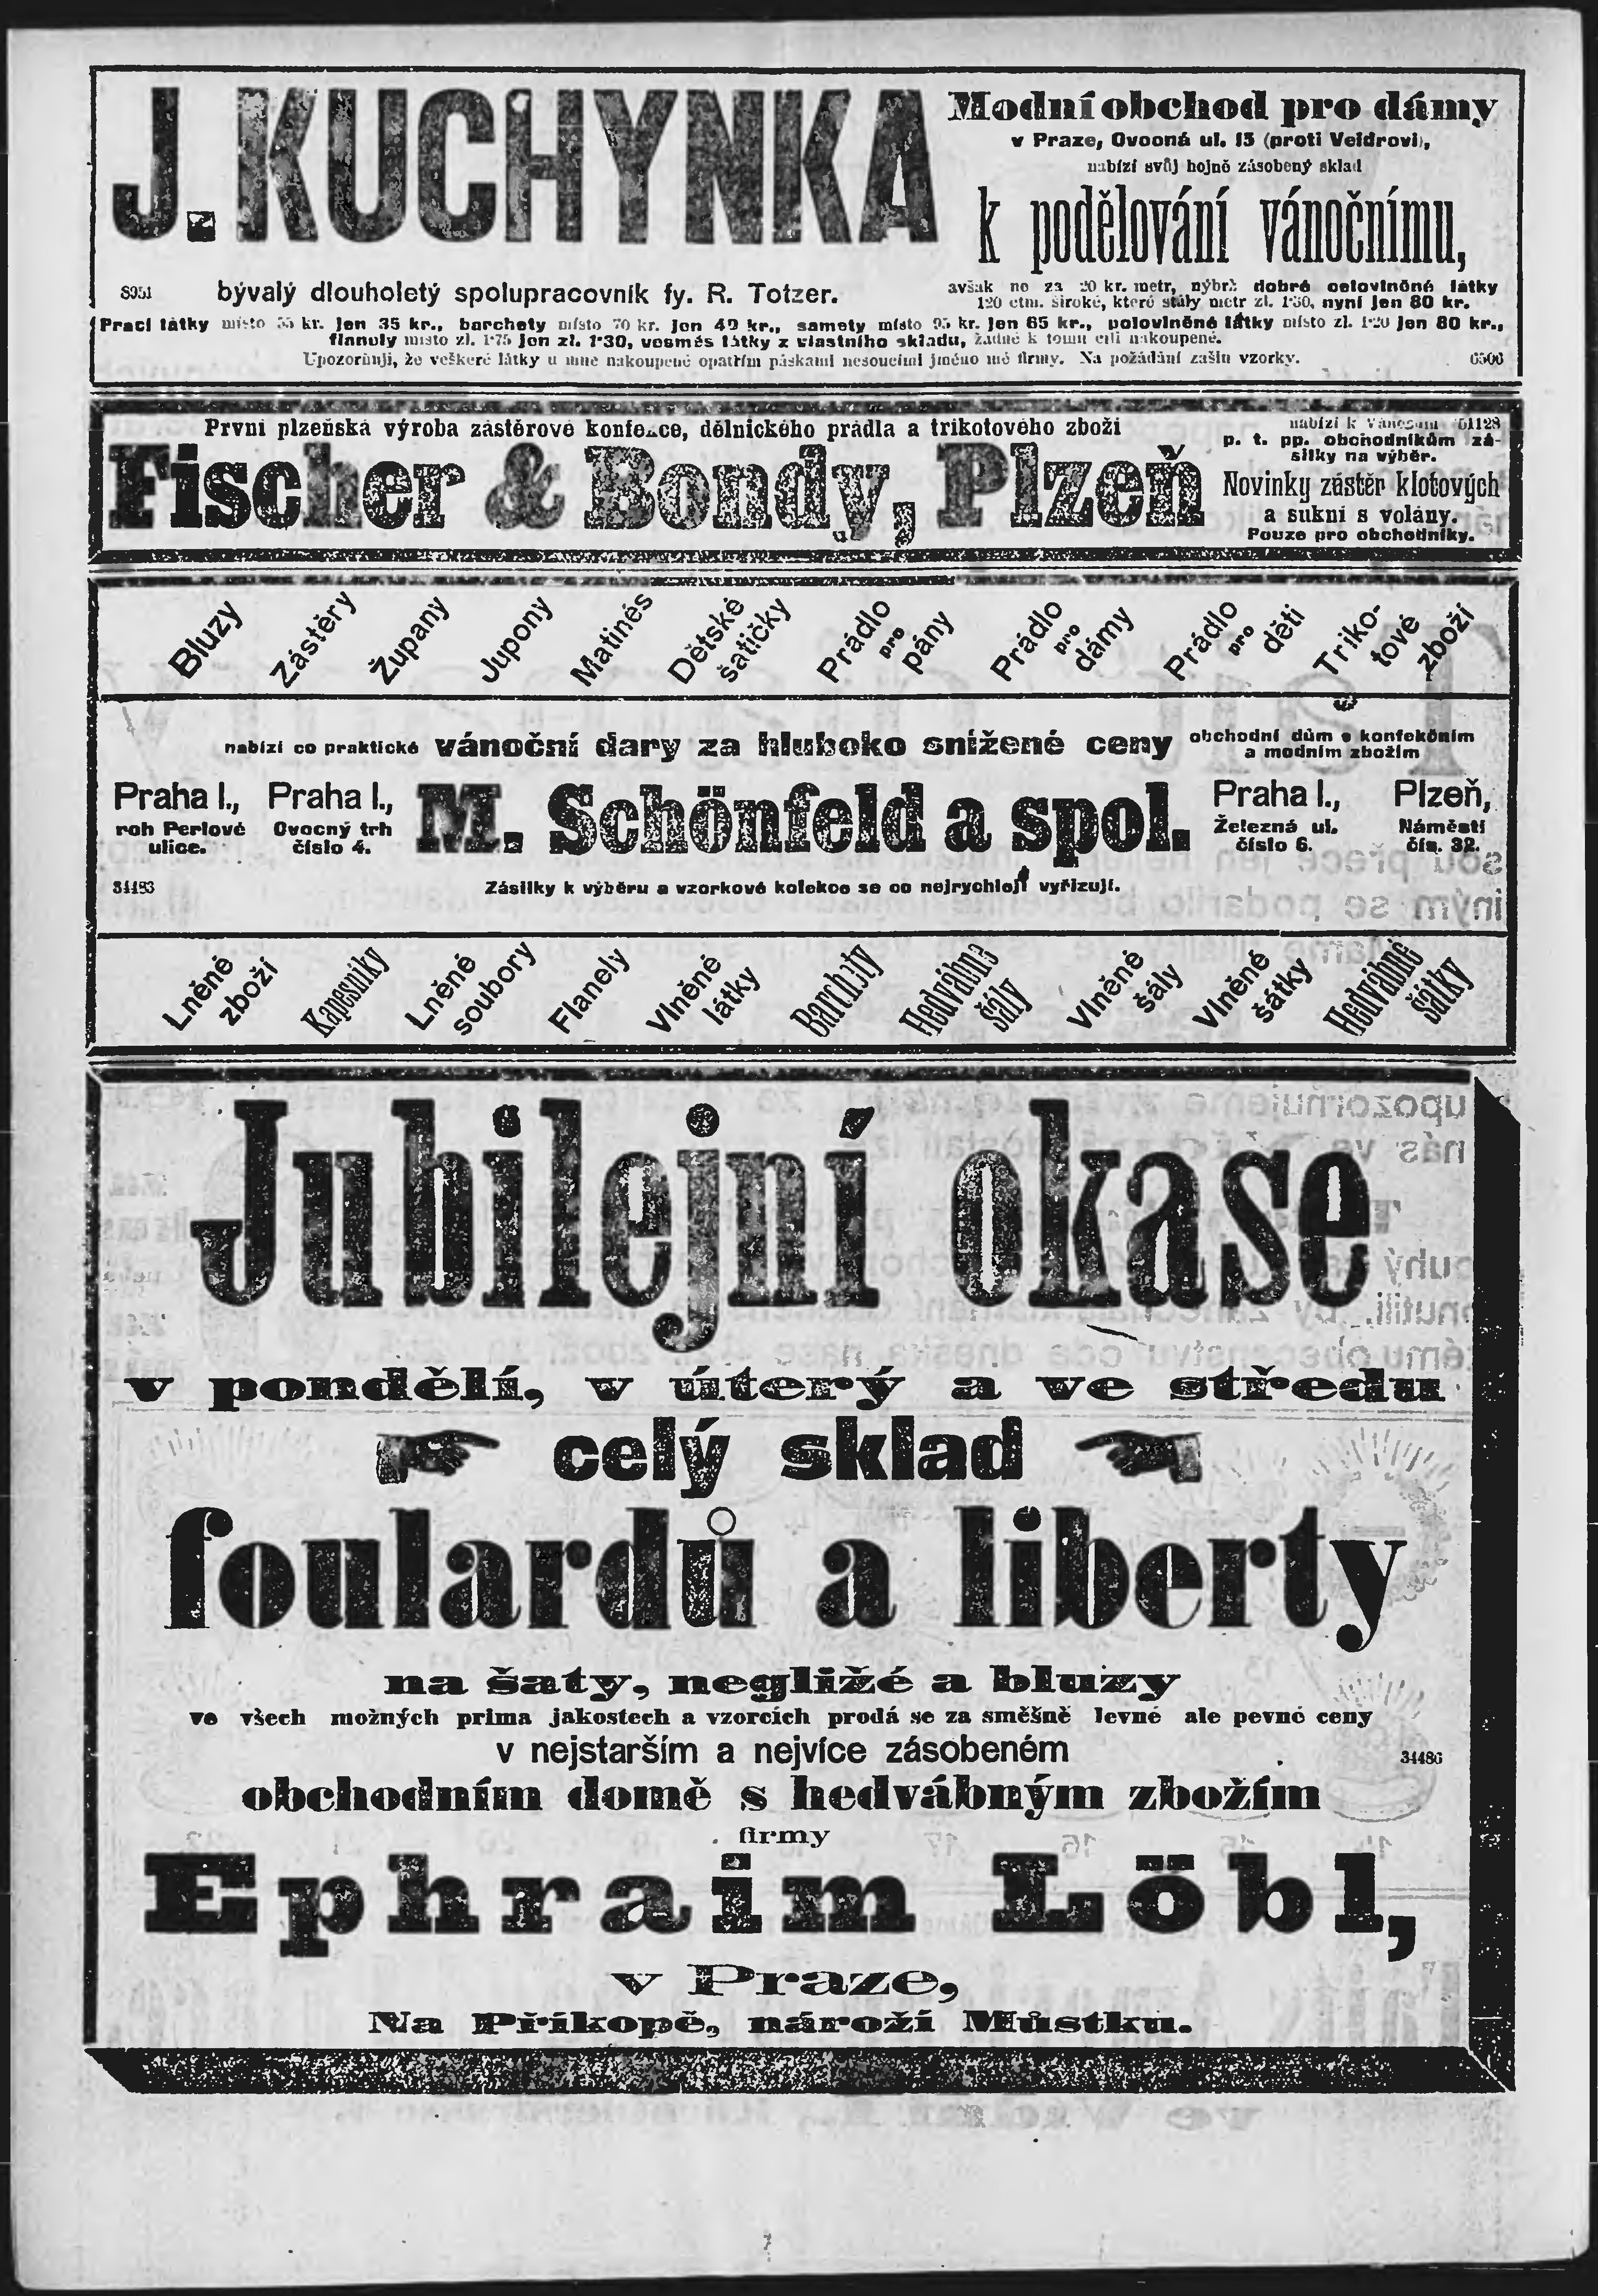 J. KUCHYNKA
Modní obchod pro dámy
v Praze, Ovocná ul. 15 (proti Veidrovi),
nabízí svůj hojně zásobený sklad
k podělování vánočnímu,
8951 bývalý dlouholetý spolupracovník fy. R. Totzer.
avšak ne za 20 kr. metr, nýbrž dobré celovlněné látky
120 ctm. široké, které stály metr zl. 1·50, nyní jen 80 kr.
Prací látky místo 55 kr. jen 35 kr., barchety místo 70 kr. jen 49 kr., samety místo 95 kr. jen 65 kr., polovlněné látky místo zl. 1·20 jen 80 kr.,
flanely místo zl. 1·75 jen zl. 1·30, vesměs látky z vlastního skladu, žádné k tomu cíli nakoupené.
Upozorňuji, že veškeré látky u mne nakoupené opatřím páskami nesoucími jméno mé firmy. Na požádání zašlu vzorky. 6506
První plzeňská výroba zástěrové konfekce, dělnického prádla a trikotového zboží
Fischer & Bondy, Plzeň
nabízí k Vánocům 51128
p. t. pp. obchodníkům zá-
silky na výběr.
Novinky zástěr klotových
a sukní s volány.
Pouze pro obchodníky.
Bluzy Zástěry Župany Jupony Matinés Dětské šatičky Prádlo pro pány Prádlo pro dámy Prádlo pro děti Triko- tové zboží
nabízí co praktické vánoční dary za hluboko snížené ceny obchodní dům s konfekčním
a modním zbožím
Praha I., roh Perlové ulice.
Praha I., Ovocný trh číslo 4.
M. Schönfeld a spol.
Praha I., Železná ul. číslo 6.
Plzeň, Náměstí čís. 32.
34483 Zásilky k výběru a vzorkové kolekce se co nejrychleji vyřizují.
Lněné zboží Kapesníky Lněné soubory Flanely Vlněné látky Barchety Hedvábné šály Vlněné šály Vlněné šátky Hedvábné šátky
Jubilejní okase
v pondělí, v úterý a ve středu
celý sklad
foulardů a liberty
na šaty, negližé a bluzy
ve všech možných prima jakostech a vzorcích prodá se za směšně levné ale pevné ceny
v nejstarším a nejvíce zásobeném 34486
obchodním domě s hedvábným zbožím
firmy
Ephraim Löbl,
v Praze,
Na Příkopě, nároží Můstku.